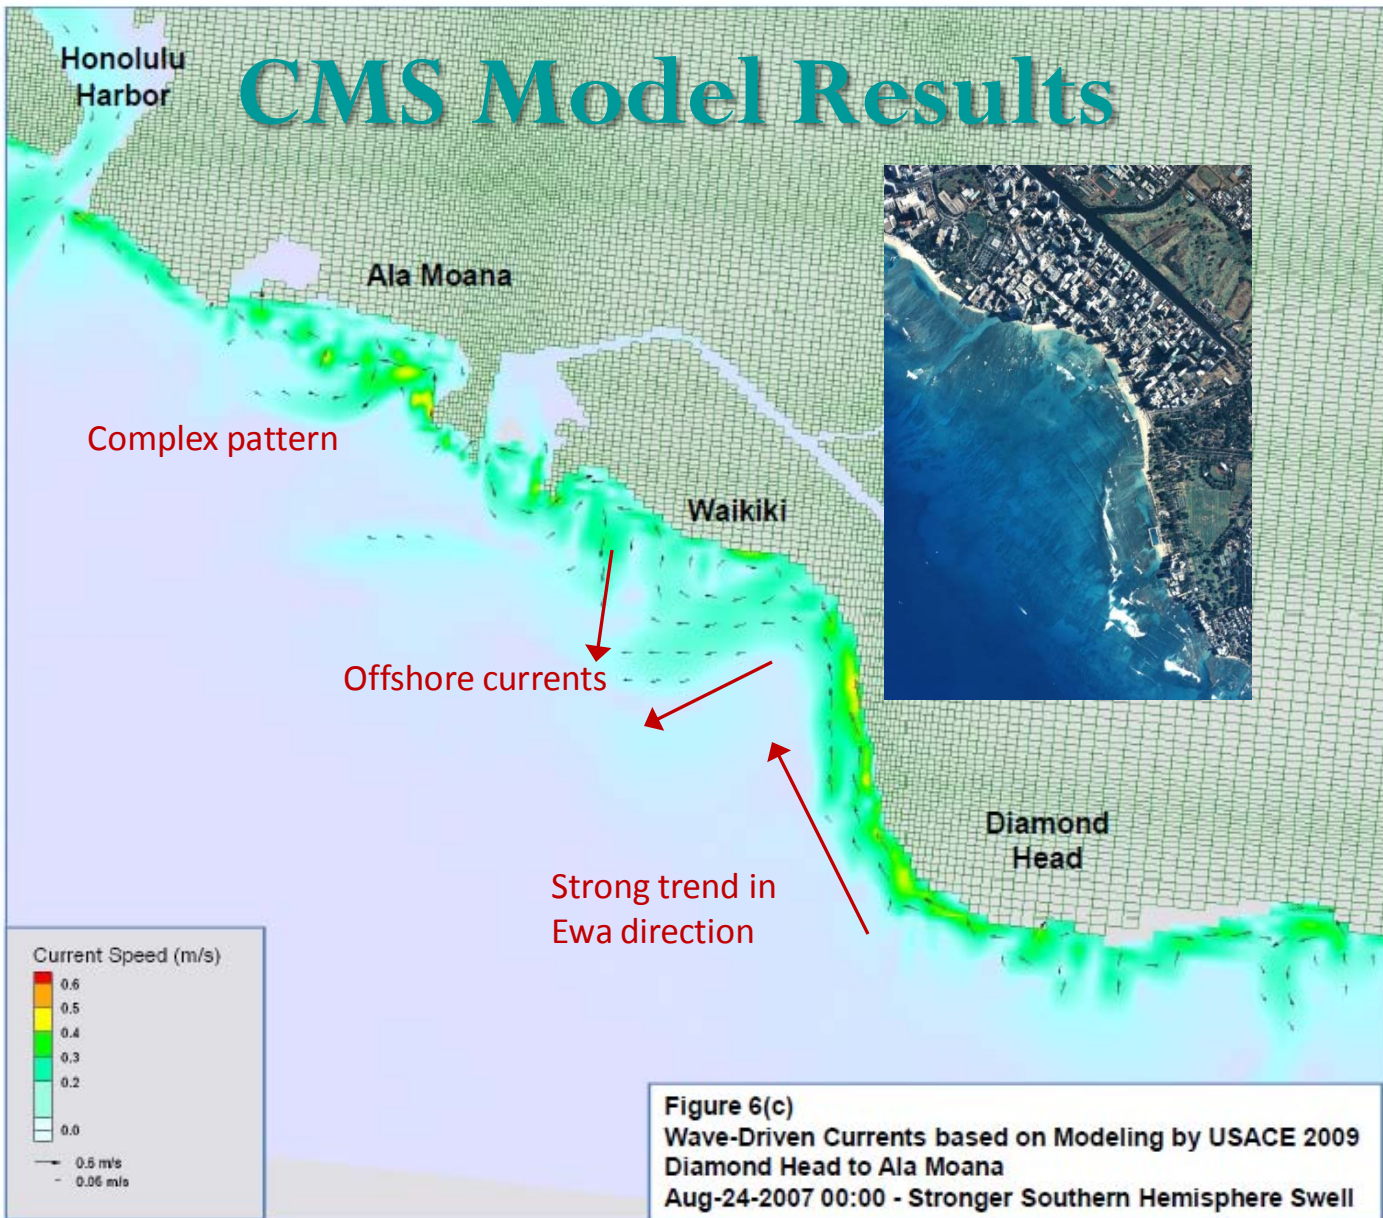 CMS Model Results
Honolulu
Harbor
Ala Moana
Complex pattern
Waikiki
Offshore currents
Diamond
Head
Strong trend in
Ewa direction
Current Speed (m/s)
0.6
0.5
0.4
0.3
0.2
0.0
0.6 m/s
0.06 m/s
Figure 6(c)
Wave-Driven Currents based on Modeling by USACE 2009
Diamond Head to Ala Moana
Aug-24-2007 00:00 - Stronger Southern Hemisphere Swell